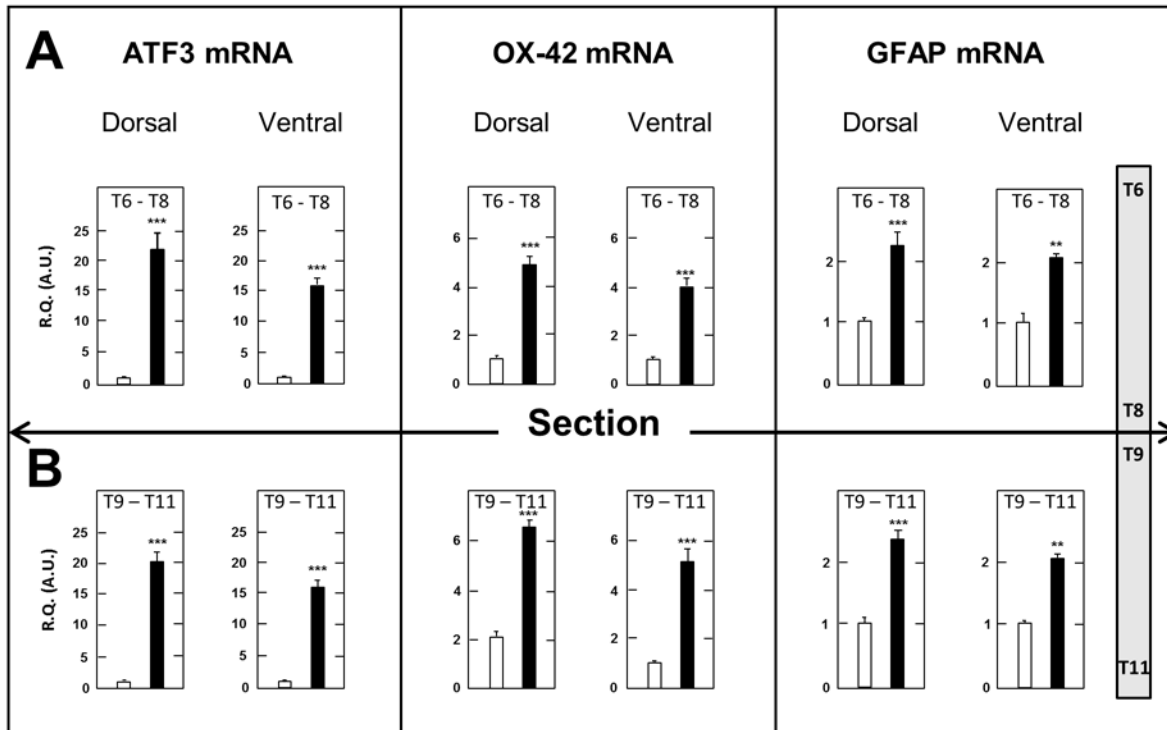 A
ATF3 mRNA OX-42 mRNA GFAP mRNA
Dorsal Ventral Dorsal Ventral Dorsal Ventral
T6 - T8 T6 - T8 T6 - T8 T6 - T8 T6 - T8 T6 - T8
*** *** *** *** *** **
R.Q. (A.U.)
25 25 6 6 2 2
20 20 4 4 1 1
15 15 2 2 0 0
10 10 0 0
5 5
0 0
T6
T8
Section
T9
T11
B
T9 – T11 T9 – T11 T9 – T11 T9 – T11 T9 – T11 T9 – T11
*** *** *** *** *** **
R.Q. (A.U.)
25 25 6 6 2 2
20 20 4 4 1 1
15 15 2 2 0 0
10 10 0 0
5 5
0 0